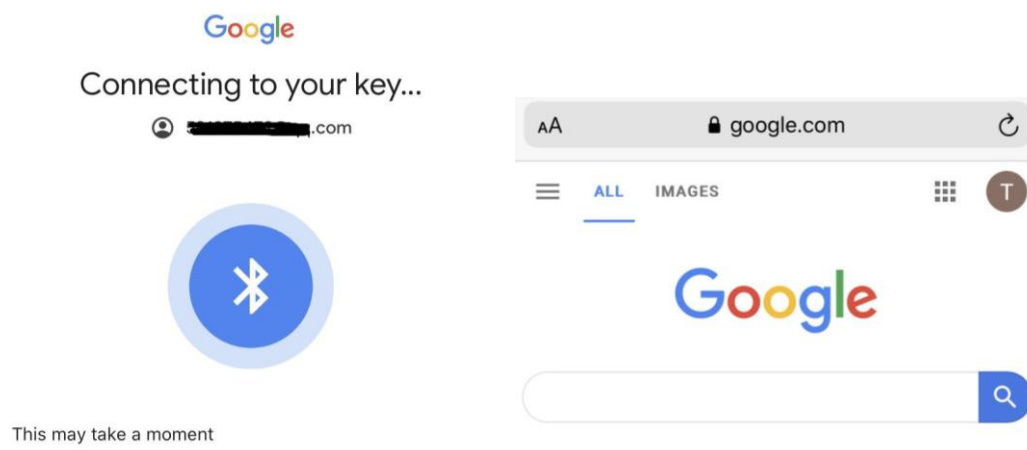 Google
Connecting to your key...
.com
This may take a moment
AA google.com
ALL IMAGES
T
Google